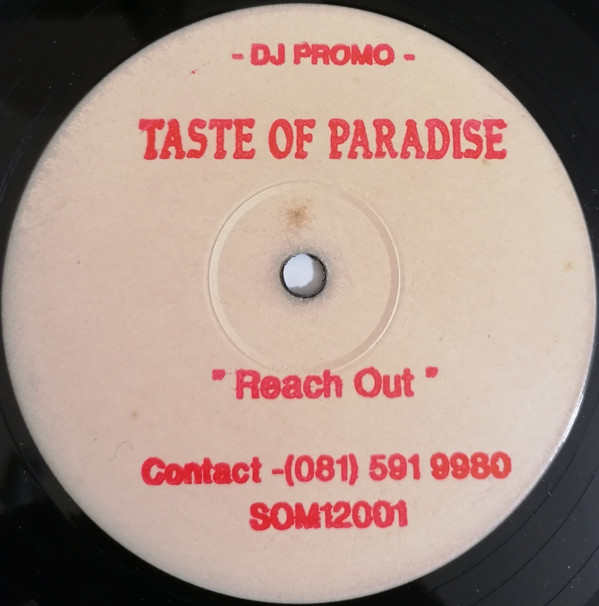 - DJ PROMO -
TASTE OF PARADISE
" Reach Out "
Contact -(081) 591 9980
SOM12001